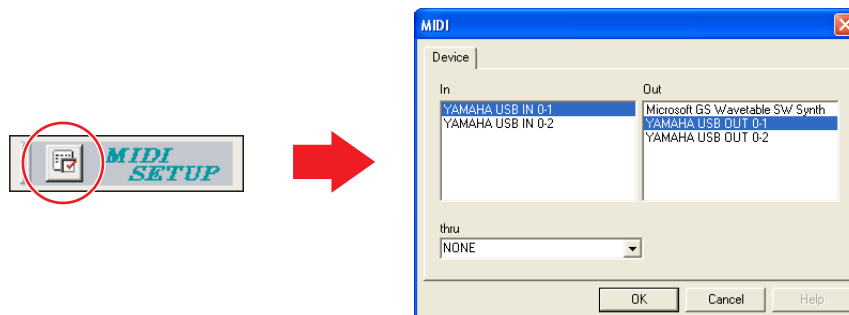 MIDI
SETUP
MIDI
Device
In
YAMAHA USB IN 0-1
YAMAHA USB IN 0-2
Out
Microsoft GS Wavetable SW Synth
YAMAHA USB OUT 0-1
YAMAHA USB OUT 0-2
thru
NONE
OK
Cancel
Help